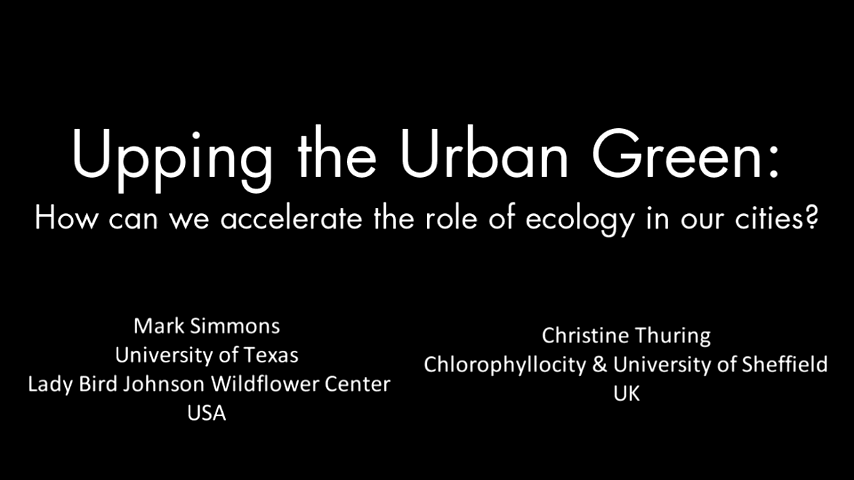 Upping the Urban Green:
How can we accelerate the role of ecology in our cities?
Mark Simmons
University of Texas
Lady Bird Johnson Wildflower Center
USA
Christine Thuring
Chlorophyllocity & University of Sheffield
UK